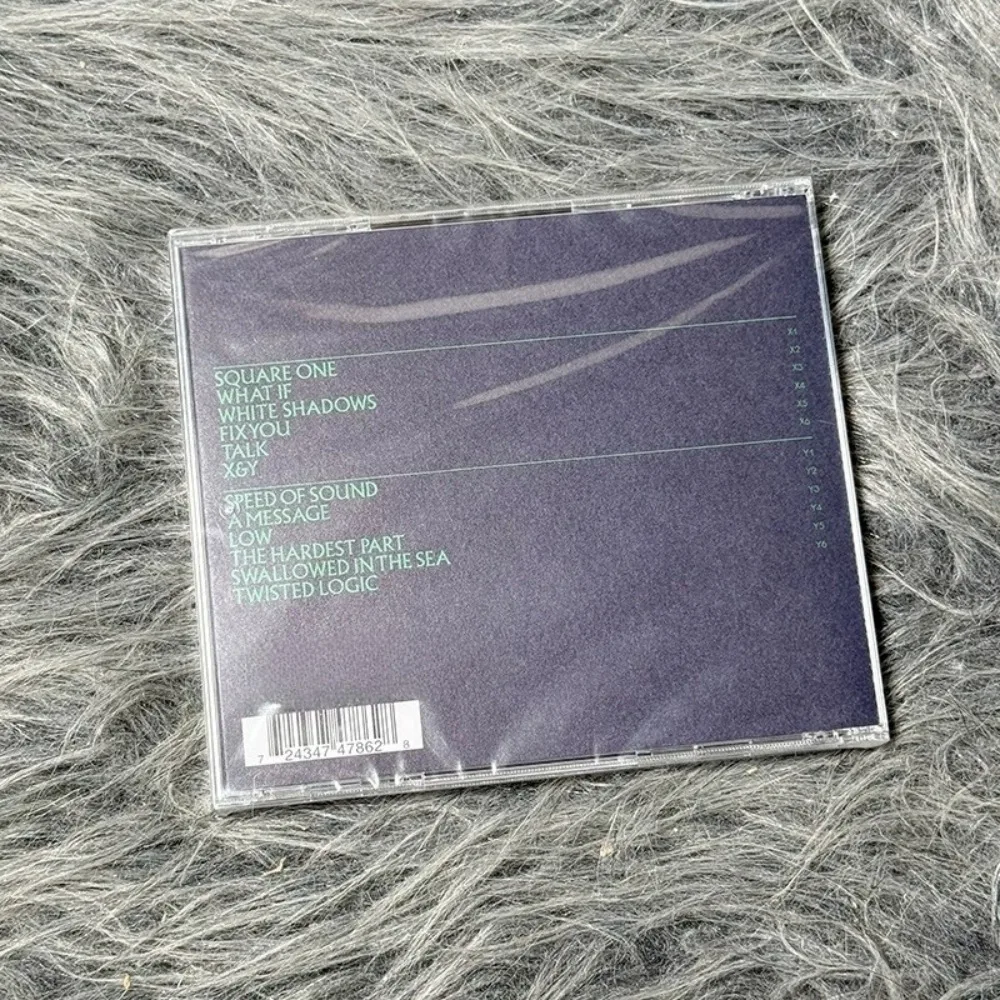 SQUARE ONE X1
WHAT IF X2
WHITE SHADOWS X3
FIX YOU X4
TALK X5
X&Y X6
SPEED OF SOUND Y1
A MESSAGE Y2
LOW Y3
THE HARDEST PART Y4
SWALLOWED IN THE SEA Y5
TWISTED LOGIC Y6
7 24347 47862 8